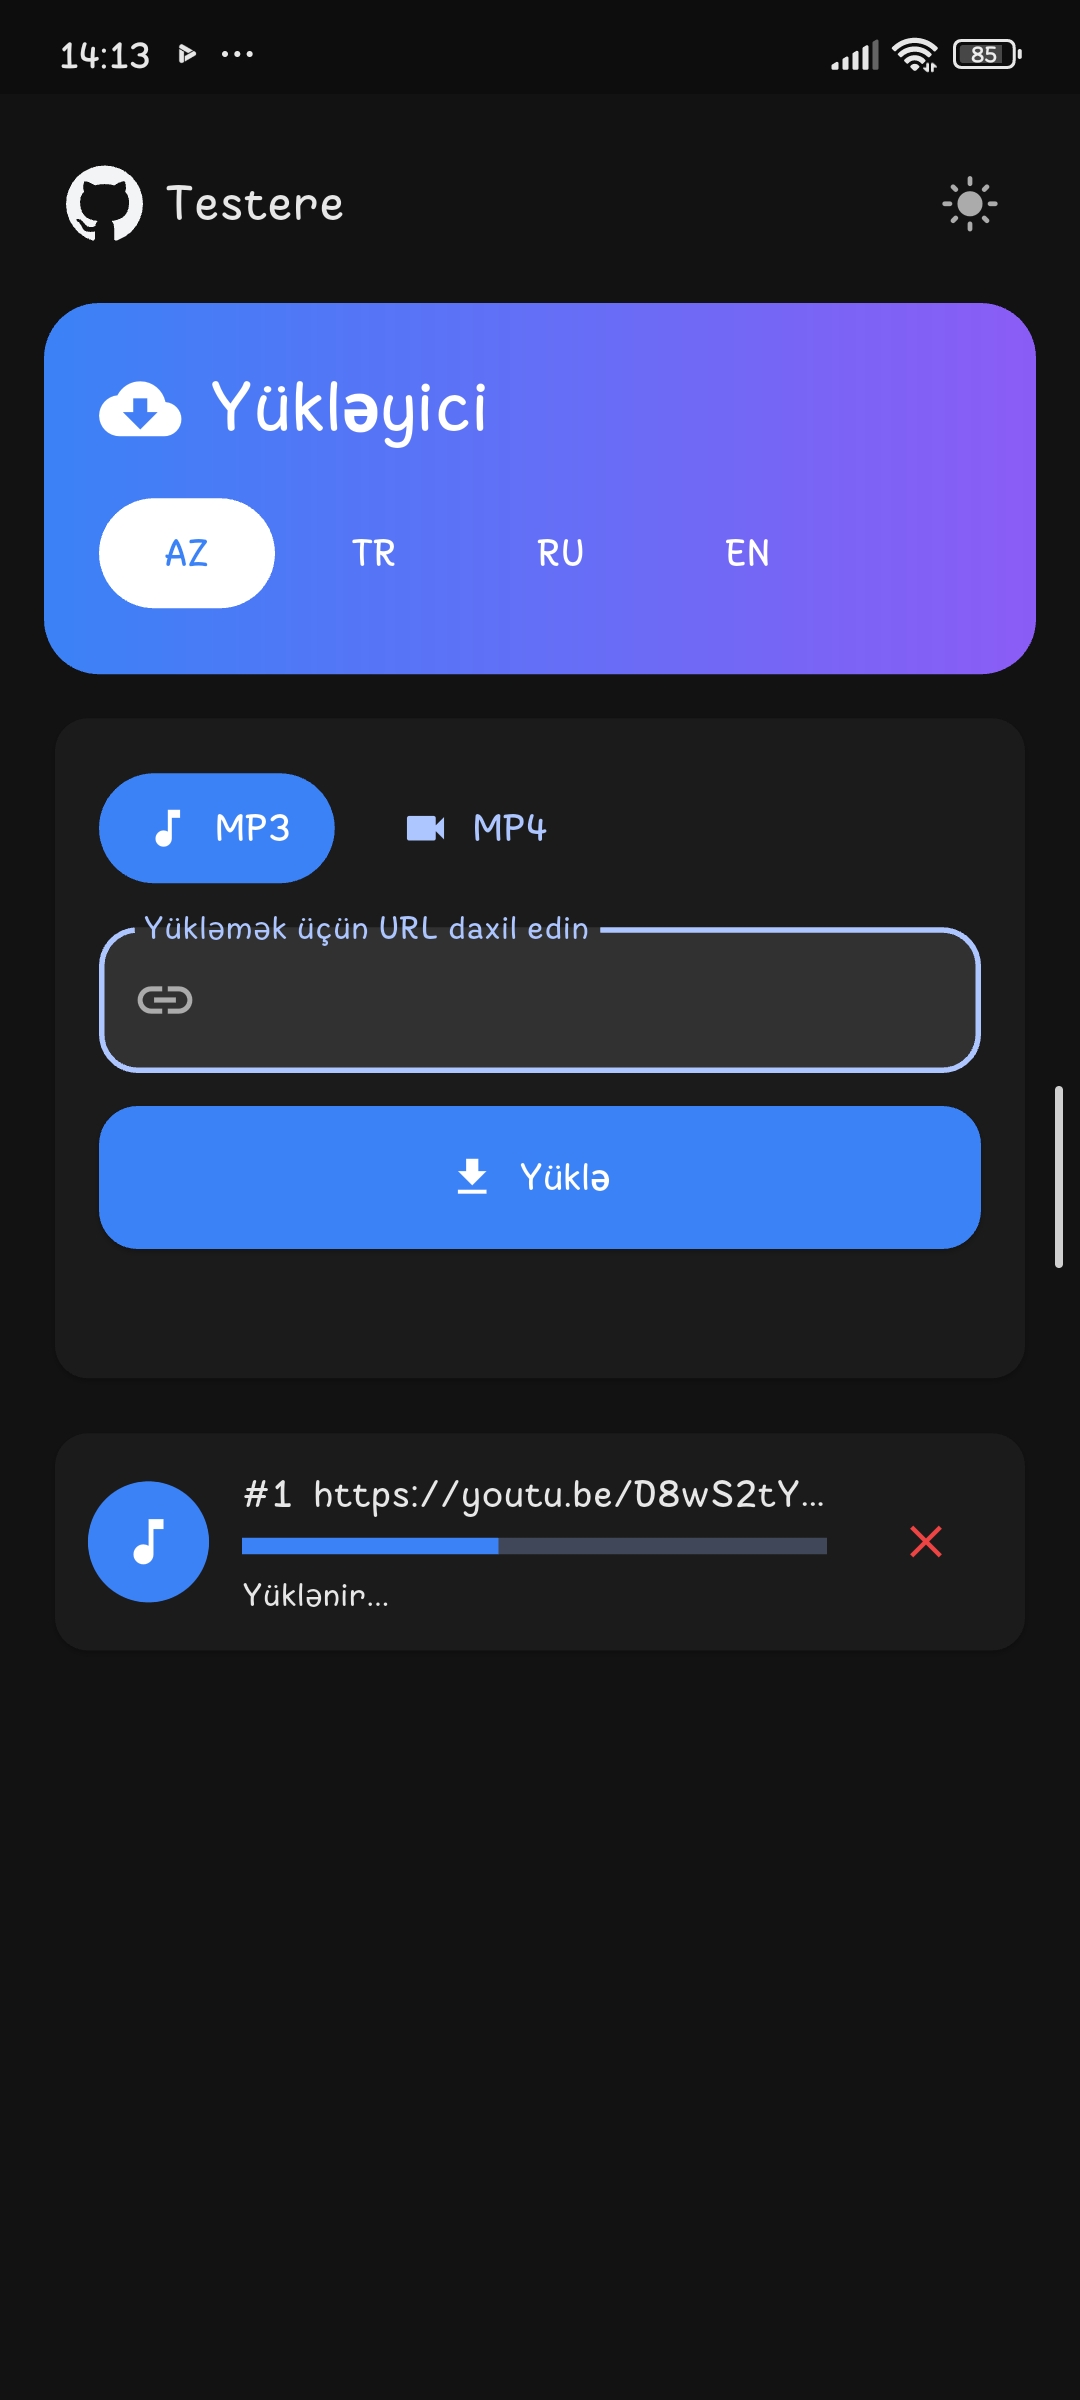 14:13 85
Testere
Yükləyici
AZ TR RU EN
MP3 MP4
Yükləmək üçün URL daxil edin
Yüklə
#1 https://youtu.be/D8wS2tY...
Yüklənir...